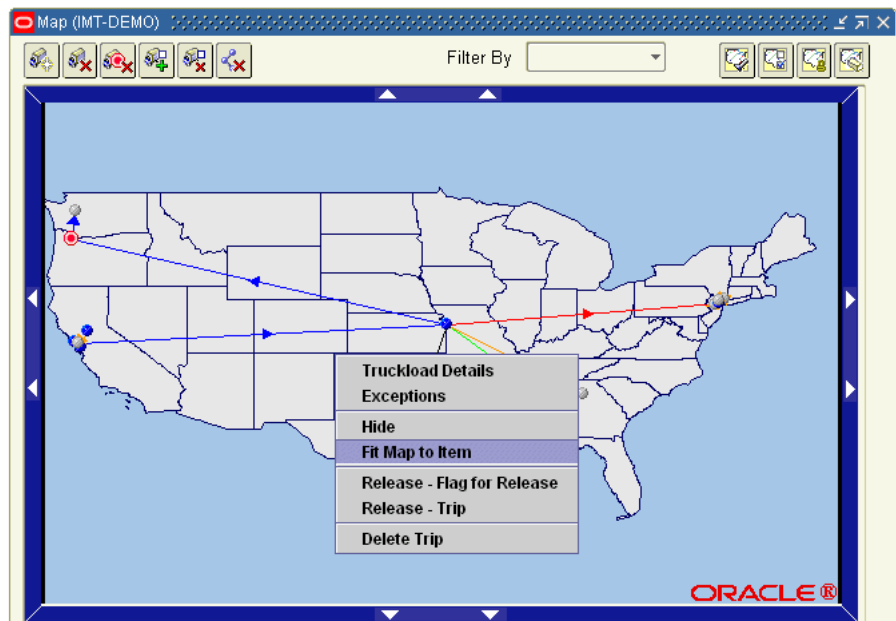 Map (IMT-DEMO)
Filter By
Truckload Details
Exceptions
Hide
Fit Map to Item
Release - Flag for Release
Release - Trip
Delete Trip
ORACLE®